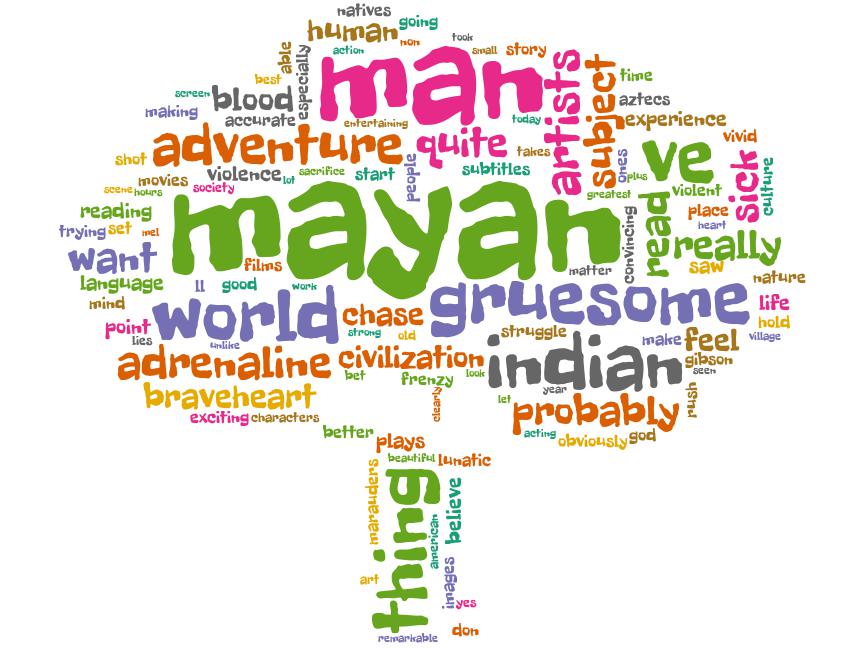 natives
human going
able action non took small story
best especially man artists subject time
screen blood aztecs
making accurate entertaining today experience
adventure quite takes vivid
shot violence lot sacrifice start people subtitles ones plus ve sick culture
movies
scene hours society greatest violent
reading mayan read place
trying set mel convincing heart
want films matter really saw
language ll good work nature
mind world chase gruesome life
point strong old struggle make feel hold
lies unlike village
adrenaline civilization look indian gibson
bet frenzy year seen
braveheart clearly let probably rush
exciting characters
better plays acting obviously god
beautiful lunatic
marauders thing believe
american
art images yes
remarkable don